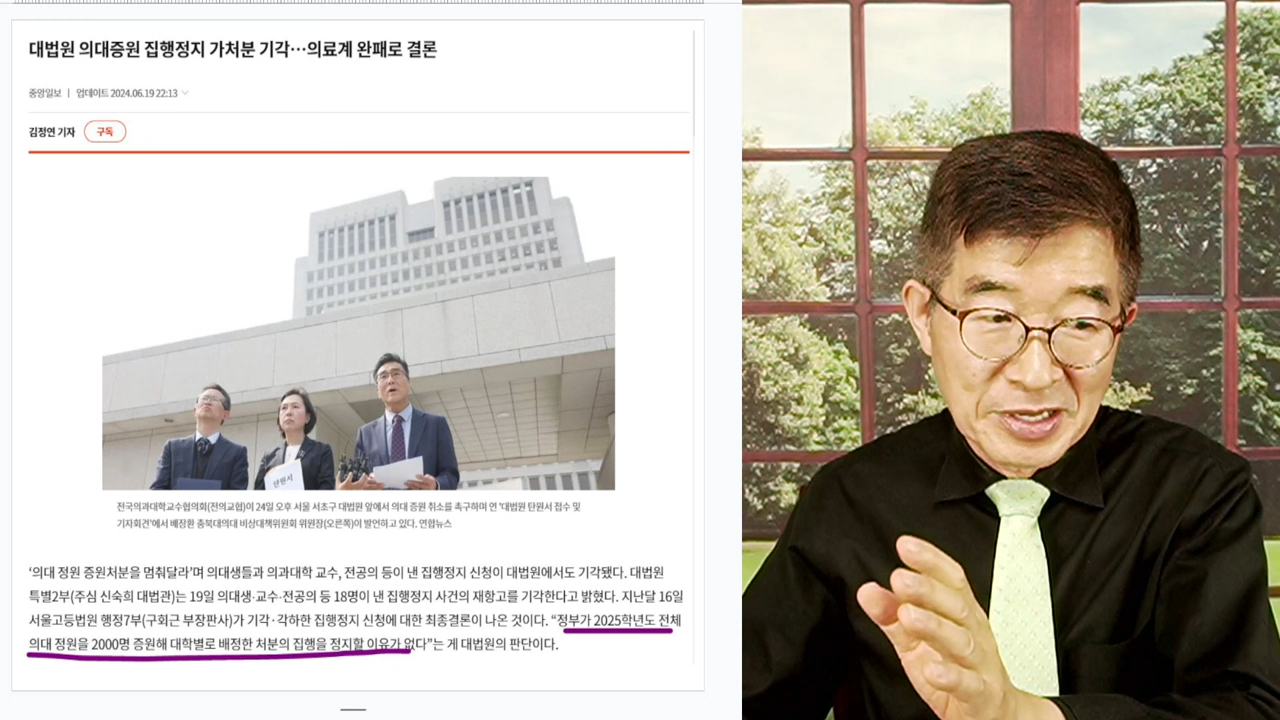 대법원 의대증원 집행정지 가처분 기각…의료계 완패로 결론
중앙일보 | 업데이트 2024.06.19 22:13
김정연 기자 구독
탄원서
전국의과대학교수협의회(전의교협)이 24일 오후 서울 서초구 대법원 앞에서 의대 증원 취소를 촉구하며 연 '대법원 탄원서 접수 및
기자회견'에서 배장환 충북대의대 비상대책위원회 위원장(오른쪽)이 발언하고 있다. 연합뉴스
‘의대 정원 증원처분을 멈춰달라’며 의대생들과 의과대학 교수, 전공의 등이 낸 집행정지 신청이 대법원에서도 기각됐다. 대법원
특별2부(주심 신숙희 대법관)는 19일 의대생·교수·전공의 등 18명이 낸 집행정지 사건의 재항고를 기각한다고 밝혔다. 지난달 16일
서울고등법원 행정7부(구회근 부장판사)가 기각·각하한 집행정지 신청에 대한 최종결론이 나온 것이다. “정부가 2025학년도 전체
의대 정원을 2000명 증원해 대학별로 배정한 처분의 집행을 정지할 이유가 없다”는 게 대법원의 판단이다.